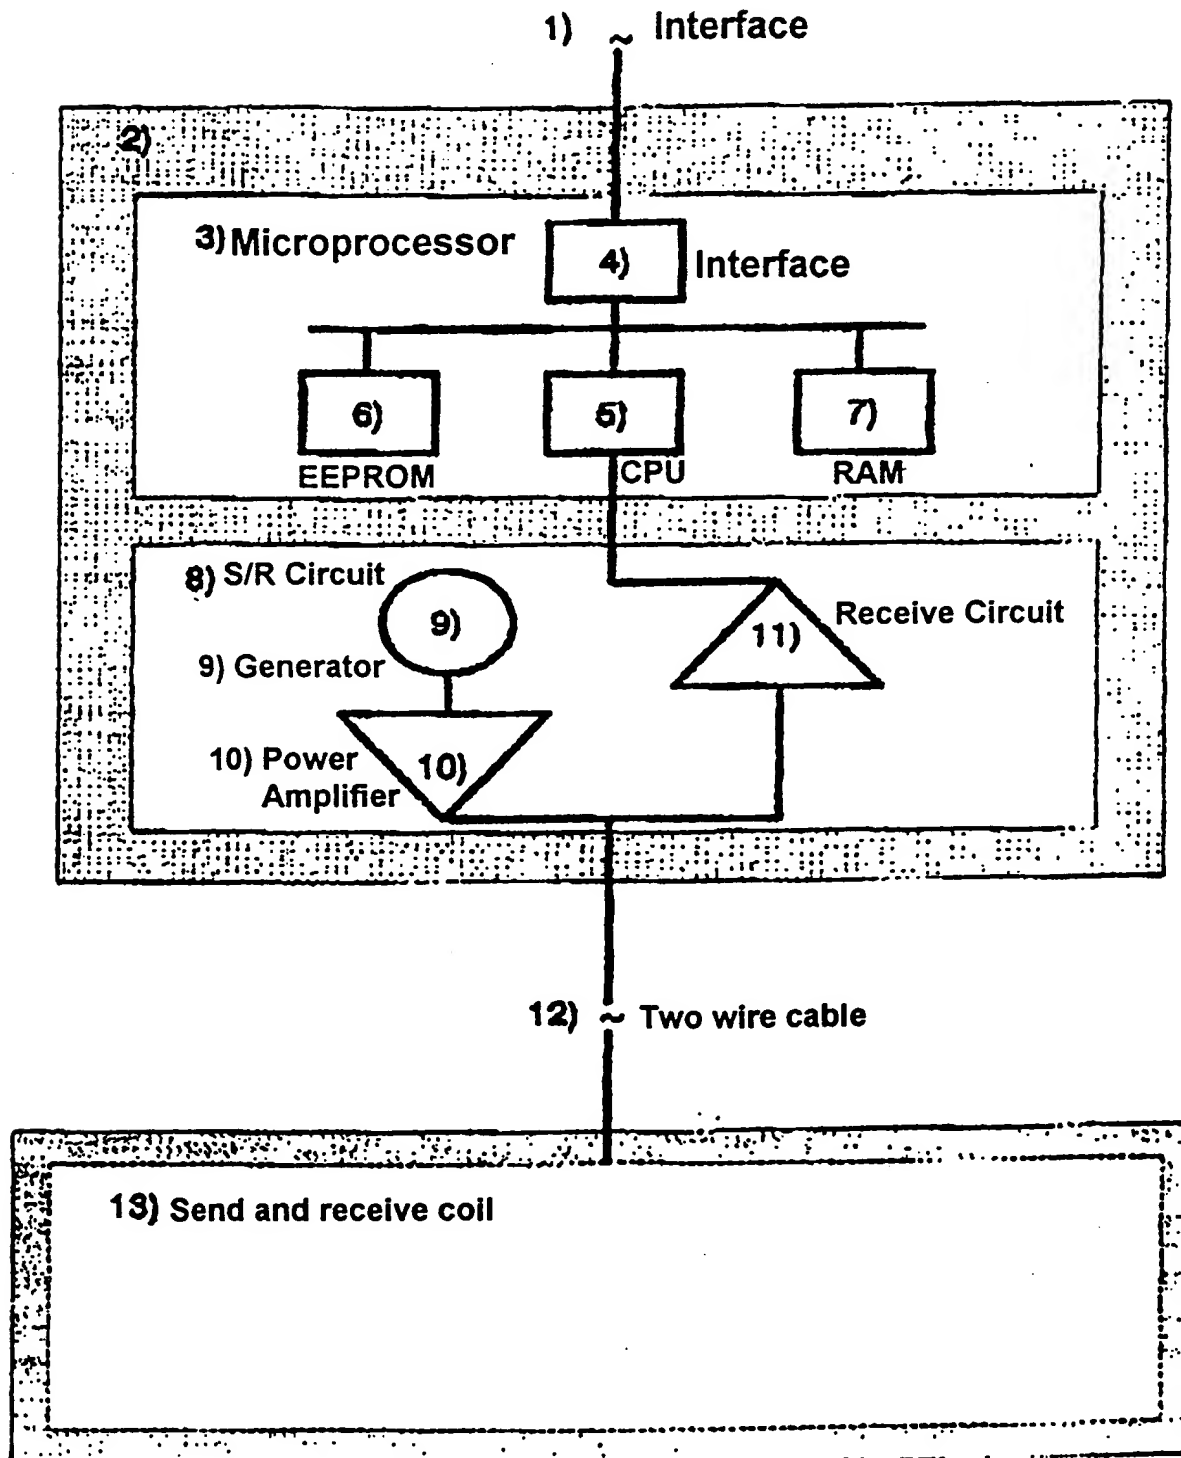 1) ~ Interface
2)
3) Microprocessor
4) Interface
6) 5) 7)
EEPROM CPU RAM
8) S/R Circuit
9)
11) Receive Circuit
9) Generator
10) Power
Amplifier
10)
12) ~ Two wire cable
13) Send and receive coil